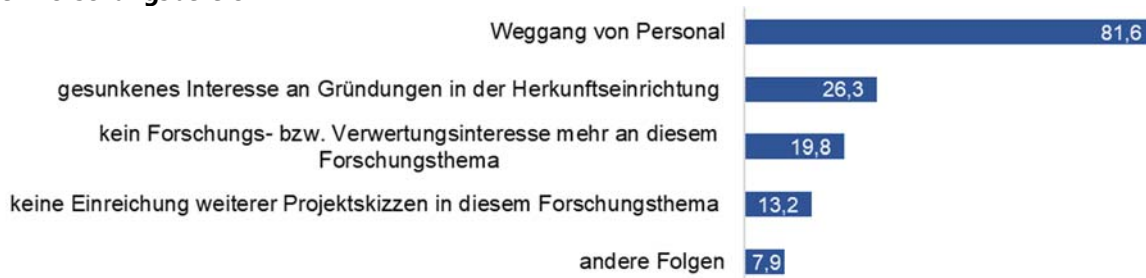 Weggang von Personal 81,6
gesunkenes Interesse an Gründungen in der Herkunftseinrichtung 26,3
kein Forschungs- bzw. Verwertungsinteresse mehr an diesem
Forschungsthema 19,8
keine Einreichung weiterer Projektskizzen in diesem Forschungsthema 13,2
andere Folgen 7,9